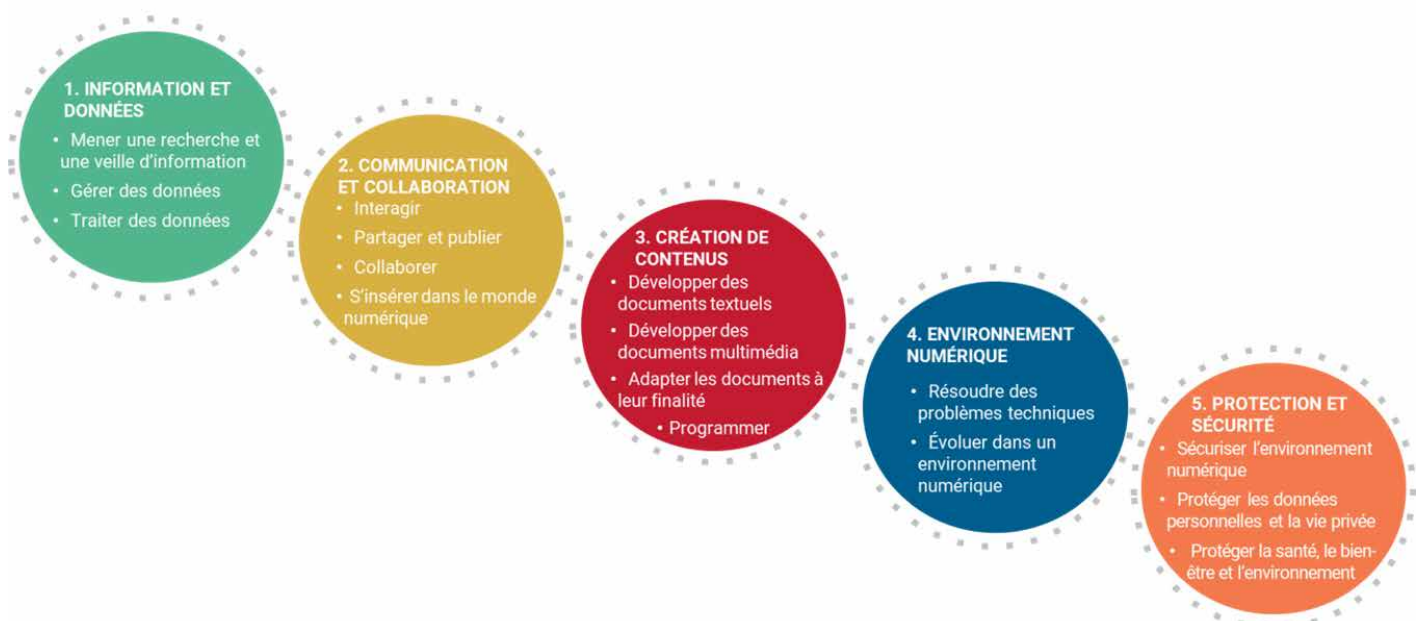 1. INFORMATION ET
DONNÉES
• Mener une recherche et
une veille d'information
• Gérer des données
• Traiter des données
2. COMMUNICATION
ET COLLABORATION
• Interagir
• Partager et publier
• Collaborer
• S'insérer dans le monde
numérique
3. CRÉATION DE
CONTENUS
• Développer des
documents textuels
• Développer des
documents multimédia
• Adapter les documents à
leur finalité
• Programmer
4. ENVIRONNEMENT
NUMÉRIQUE
• Résoudre des
problèmes techniques
• Évoluer dans un
environnement
numérique
5. PROTECTION ET
SÉCURITÉ
• Sécuriser l'environnement
numérique
• Protéger les données
personnelles et la vie privée
• Protéger la santé, le bien-
être et l'environnement